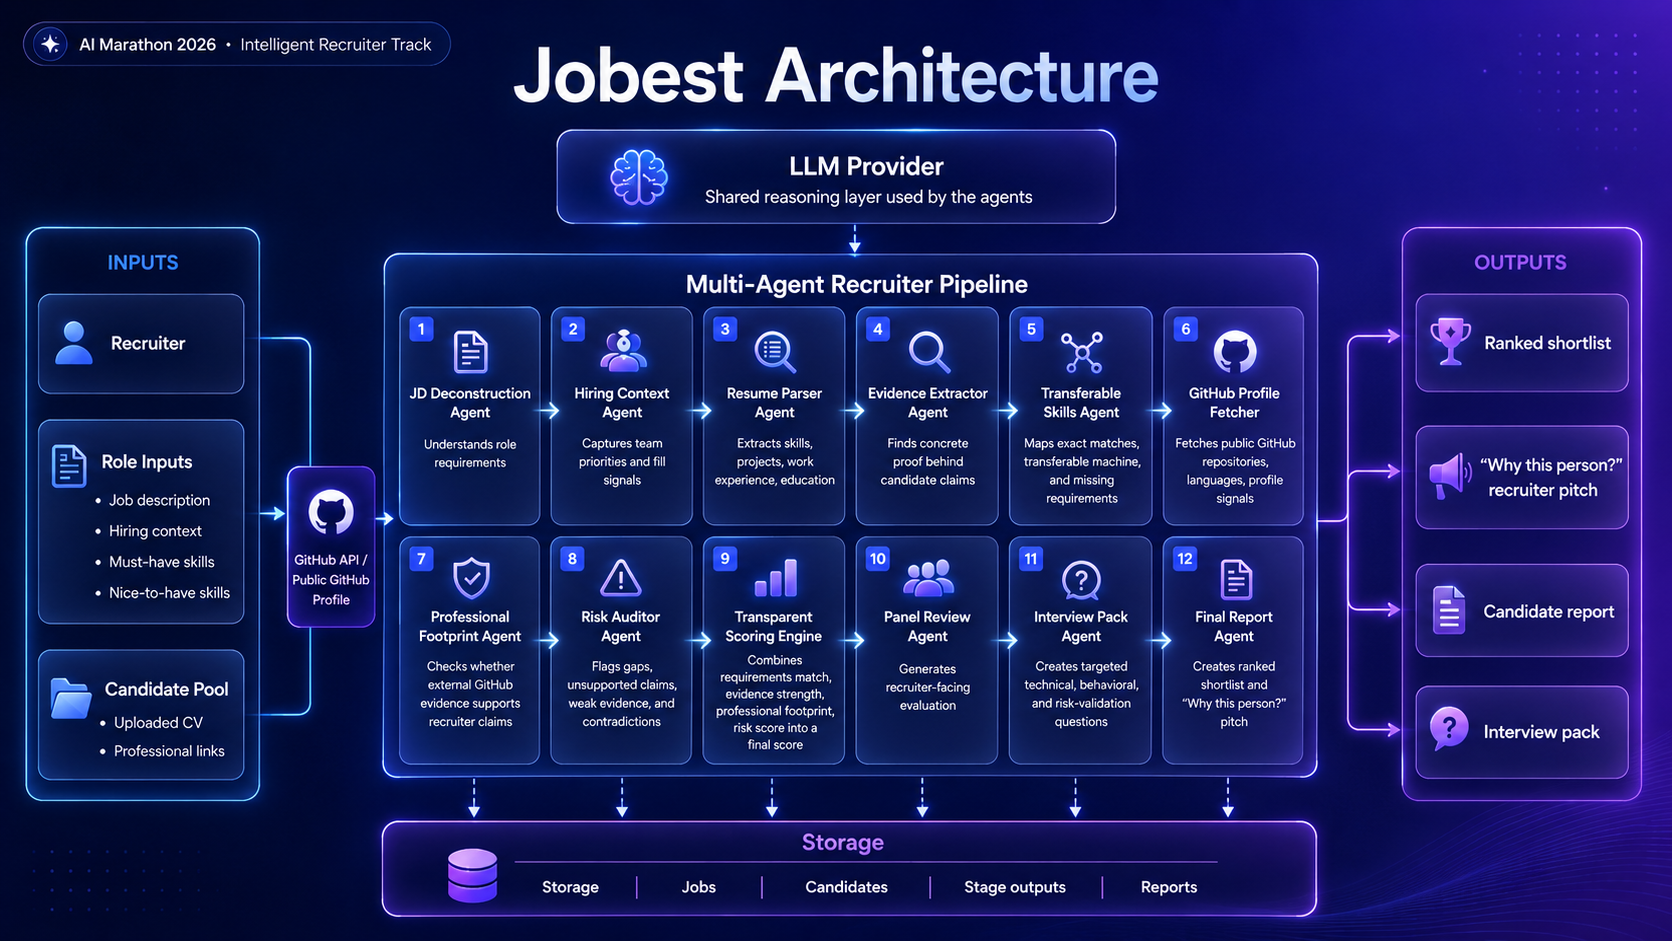 AI Marathon 2026 • Intelligent Recruiter Track
Jobest Architecture
LLM Provider
Shared reasoning layer used by the agents
INPUTS
Recruiter
Role Inputs
• Job description
• Hiring context
• Must-have skills
• Nice-to-have skills
Candidate Pool
• Uploaded CV
• Professional links
GitHub API /
Public GitHub
Profile
Multi-Agent Recruiter Pipeline
1
JD Deconstruction
Agent
Understands role
requirements
2
Hiring Context
Agent
Captures team
priorities and fill
signals
3
Resume Parser
Agent
Extracts skills,
projects, work
experience, education
4
Evidence Extractor
Agent
Finds concrete
proof behind
candidate claims
5
Transferable
Skills Agent
Maps exact matches,
transferable machine,
and missing
requirements
6
GitHub Profile
Fetcher
Fetches public GitHub
repositories,
languages, profile
signals
7
Professional
Footprint Agent
Checks whether
external GitHub
evidence supports
recruiter claims
8
Risk Auditor
Agent
Flags gaps,
unsupported claims,
weak evidence, and
contradictions
9
Transparent
Scoring Engine
Combines
requirements match,
evidence strength,
professional footprint,
risk score into a
final score
10
Panel Review
Agent
Generates
recruiter-facing
evaluation
11
Interview Pack
Agent
Creates targeted
technical, behavioral,
and risk-validation
questions
12
Final Report
Agent
Creates ranked
shortlist and
“Why this person?”
pitch
OUTPUTS
Ranked shortlist
“Why this person?”
recruiter pitch
Candidate report
Interview pack
Storage
Storage
Jobs
Candidates
Stage outputs
Reports